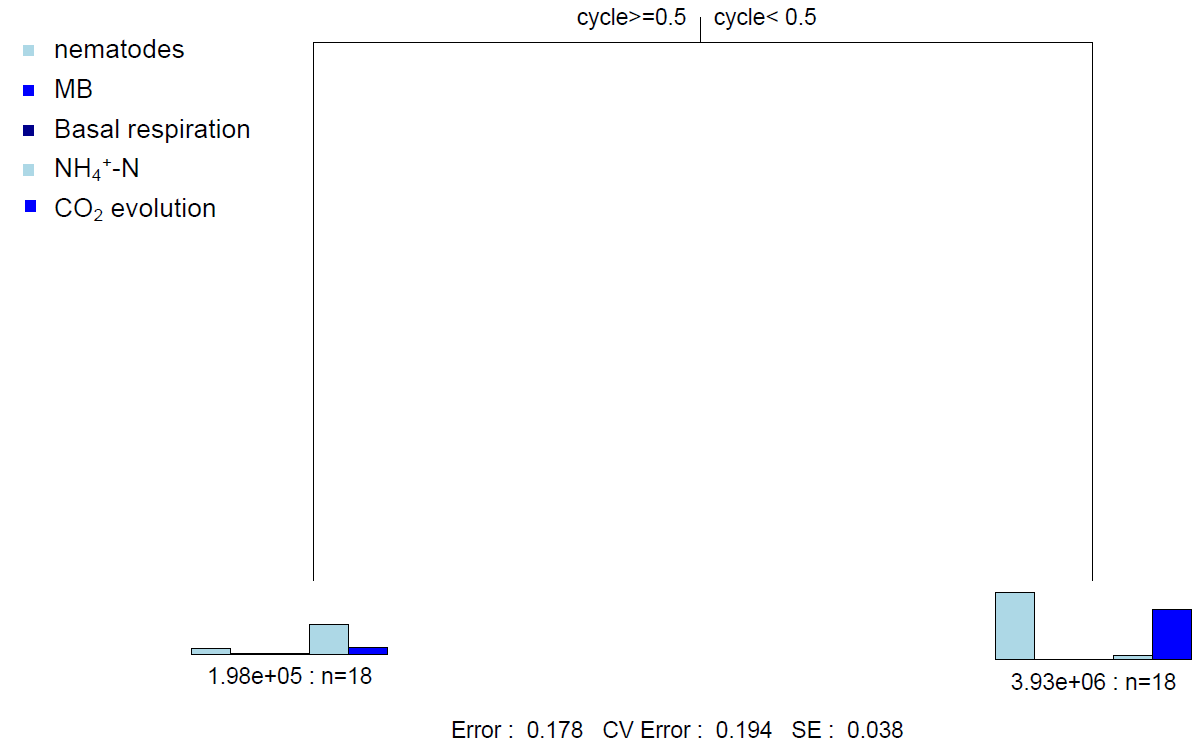 cycle>=0.5 cycle< 0.5
nematodes
MB
Basal respiration
NH₄⁺-N
CO₂ evolution
1.98e+05 : n=18
3.93e+06 : n=18
Error : 0.178 CV Error : 0.194 SE : 0.038